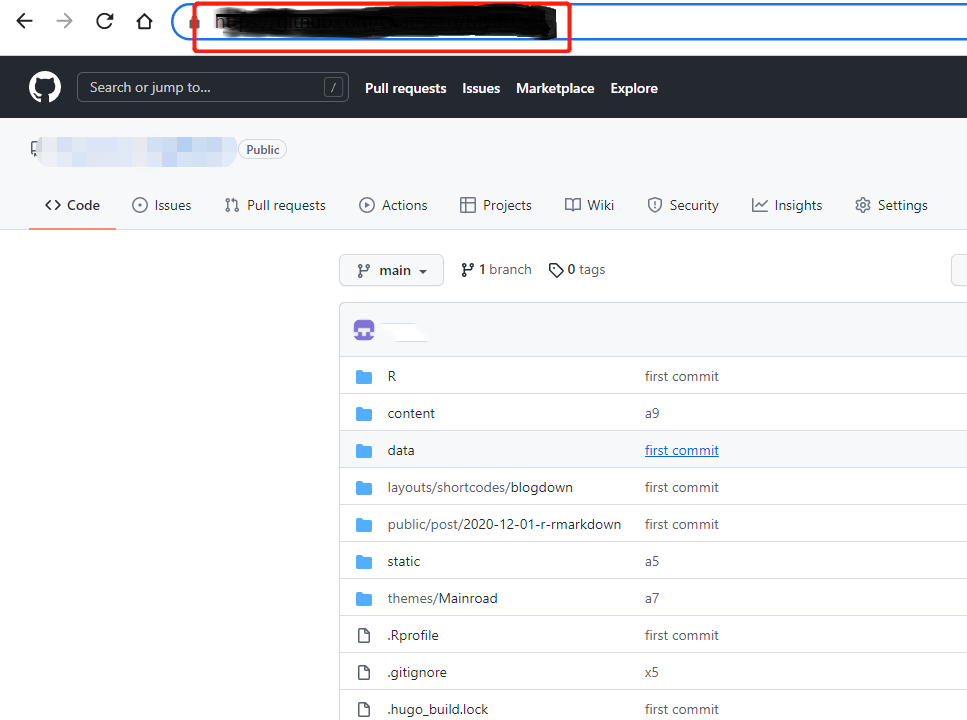 Search or jump to... /
Pull requests Issues Marketplace Explore
Public
Code Issues Pull requests Actions Projects Wiki Security Insights Settings
main 1 branch 0 tags
R first commit
content a9
data first commit
layouts/shortcodes/blogdown first commit
public/post/2020-12-01-r-rmarkdown first commit
static a5
themes/Mainroad a7
.Rprofile first commit
.gitignore x5
.hugo_build.lock first commit